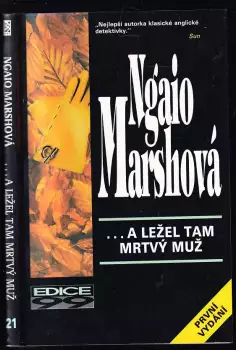 NGAIO MARSHOVÁ
...A LEŽEL TAM MRTVÝ MUŽ
21
„Nejlepší autorka klasické anglické
detektivky."
Sun
Ngaio
Marshová
...A LEŽEL TAM
MRTVÝ MUŽ
EDICE
99
PRVNÍ
VYDÁNÍ